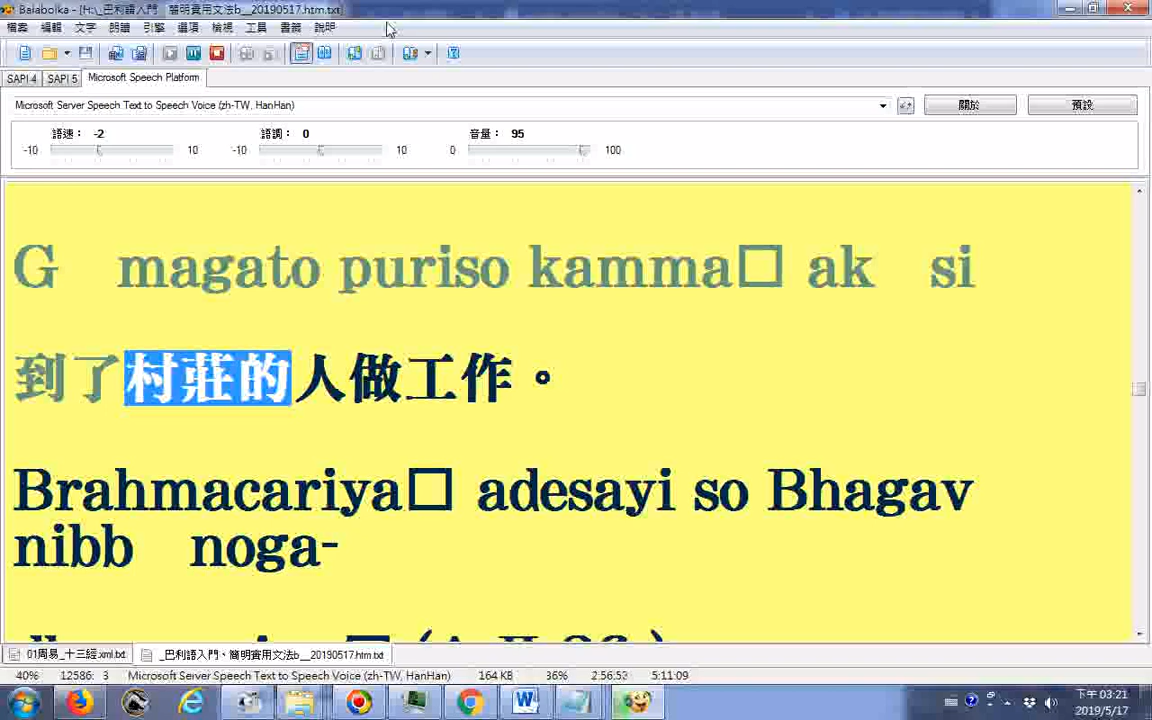 Balabolka - [H:\_巴利語入門、簡明實用文法b__20190517.htm.txt]
檔案 編輯 文字 朗讀 引擎 選項 檢視 工具 書籤 說明
SAPI 4 SAPI 5 Microsoft Speech Platform
Microsoft Server Speech Text to Speech Voice (zh-TW, HanHan)
關於 預設
語速： -2 語調： 0 音量： 95
-10 10 -10 10 0 100
G magato puriso kamma□ ak si
到了村莊的人做工作。
Brahmacariya□ adesayi so Bhagav
nibb noga-
01周易_十三經.xml.txt _巴利語入門、簡明實用文法b__20190517.htm.txt
40% 12586: 3 Microsoft Server Speech Text to Speech Voice (zh-TW, HanHan) 164 KB 36% 2:56:53 5:11:09
下午 03:21
2019/5/17